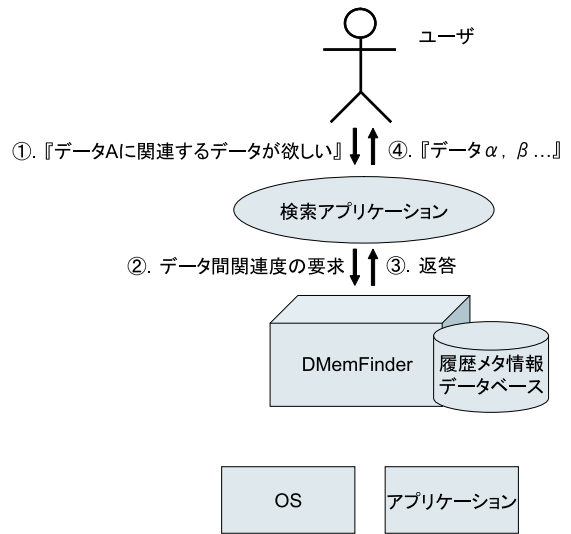 ユーザ
①. 『データAに関連するデータが欲しい』
④. 『データα, β…』
検索アプリケーション
②. データ間関連度の要求
③. 返答
DMemFinder
履歴メタ情報
データベース
OS
アプリケーション